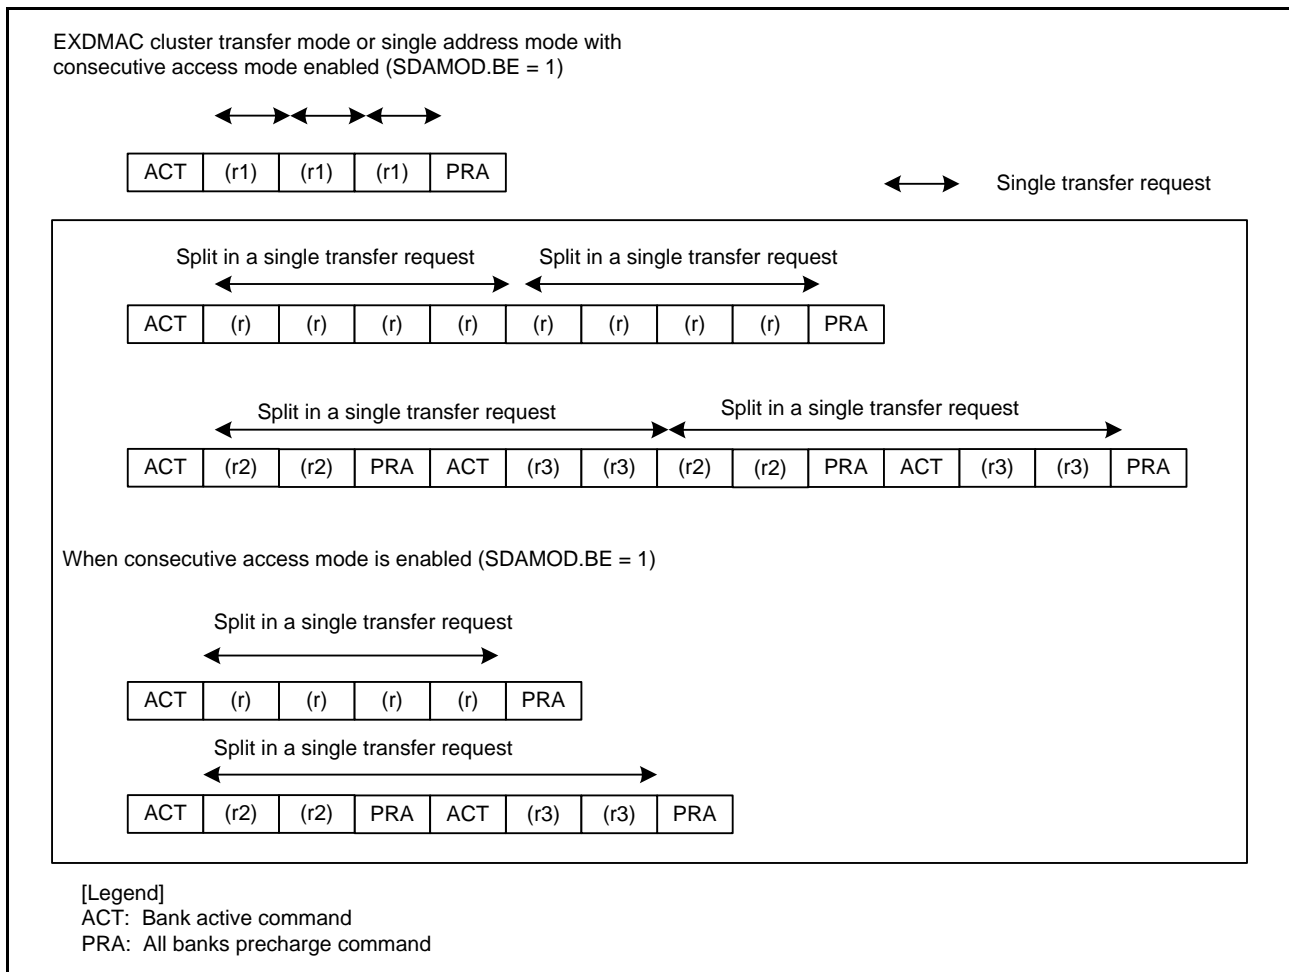 EXDMAC cluster transfer mode or single address mode with
consecutive access mode enabled (SDAMOD.BE = 1)
ACT (r1) (r1) (r1) PRA
Single transfer request
Split in a single transfer request Split in a single transfer request
ACT (r) (r) (r) (r) (r) (r) (r) (r) PRA
Split in a single transfer request Split in a single transfer request
ACT (r2) (r2) PRA ACT (r3) (r3) (r2) (r2) PRA ACT (r3) (r3) PRA
When consecutive access mode is enabled (SDAMOD.BE = 1)
Split in a single transfer request
ACT (r) (r) (r) (r) PRA
Split in a single transfer request
ACT (r2) (r2) PRA ACT (r3) (r3) PRA
[Legend]
ACT: Bank active command
PRA: All banks precharge command